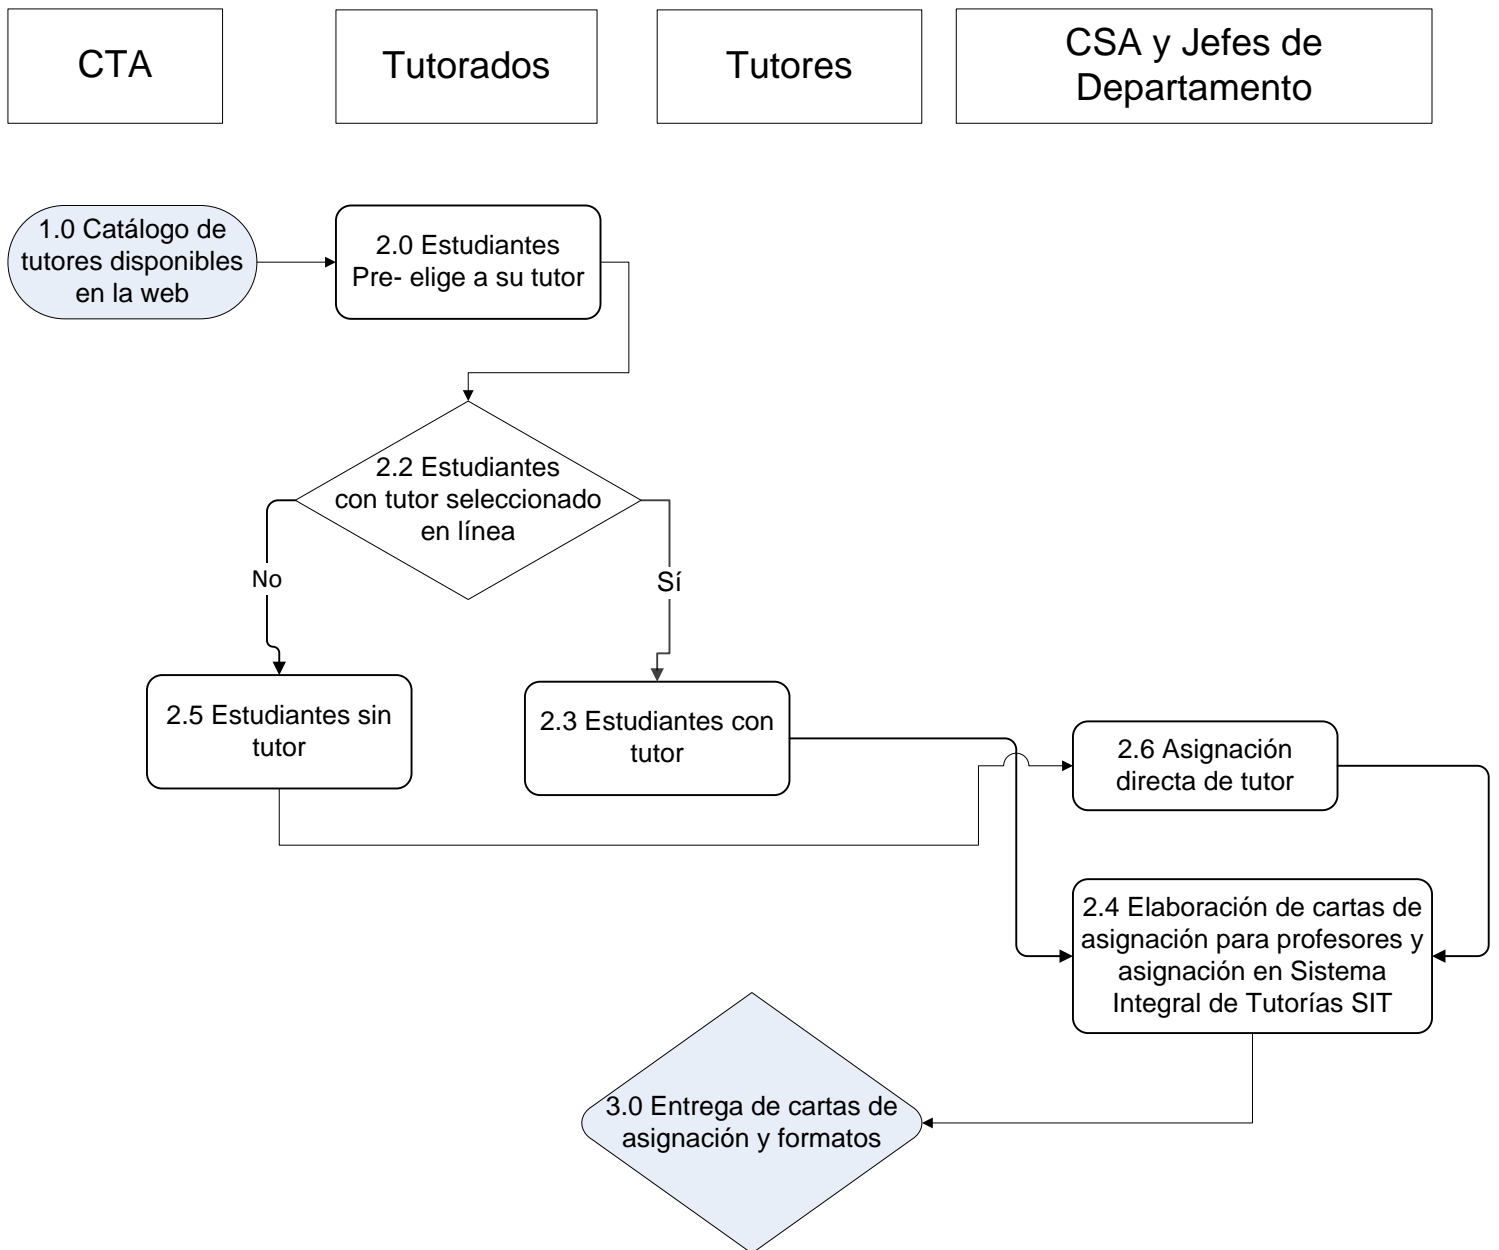 CTA
Tutorados
Tutores
CSA y Jefes de
Departamento
1.0 Catálogo de
tutores disponibles
en la web
2.0 Estudiantes
Pre- elige a su tutor
2.2 Estudiantes
con tutor seleccionado
en línea
No
Sí
2.5 Estudiantes sin
tutor
2.3 Estudiantes con
tutor
2.6 Asignación
directa de tutor
2.4 Elaboración de cartas de
asignación para profesores y
asignación en Sistema
Integral de Tutorías SIT
3.0 Entrega de cartas de
asignación y formatos